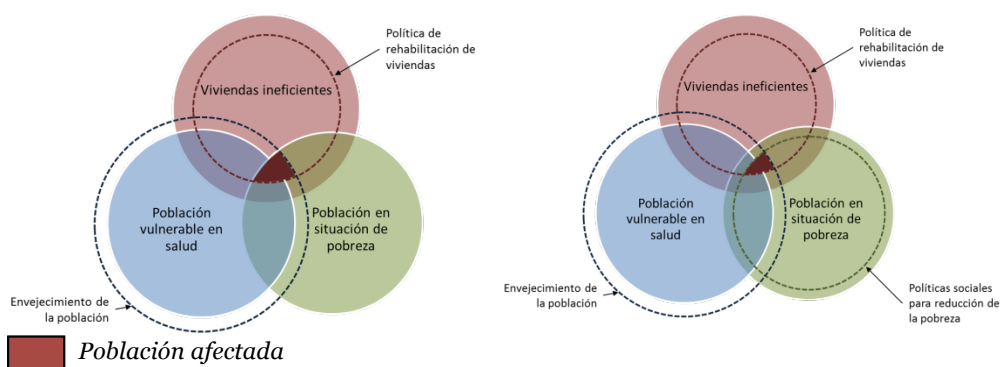 Política de
rehabilitación de
viviendas
Viviendas ineficientes
Población
vulnerable en
salud
Población en
situación de
pobreza
Envejecimiento de
la población
Población afectada
Política de
rehabilitación de
viviendas
Viviendas ineficientes
Población
vulnerable en
salud
Población en
situación de
pobreza
Envejecimiento de
la población
Políticas sociales
para reducción de
la pobreza